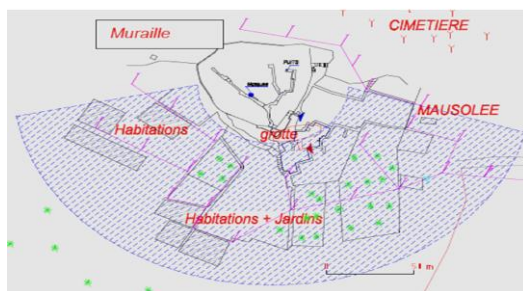 Muraille
CIMETIERE
MAUSOLEE
Habitations
grotte
Habitations + Jardins